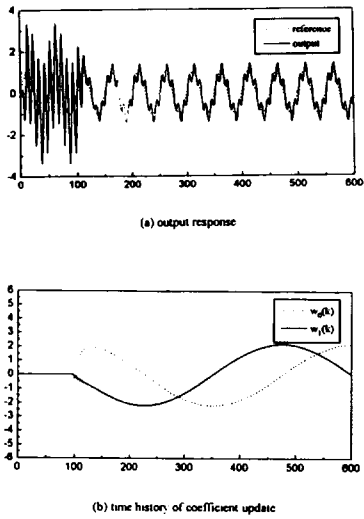 4
reference
output
2
0
-2
-4
0 100 200 300 400 500 600
(a) output response
6
5
w₀(k)
4
w₁(k)
3
2
1
0
-1
-2
-3
-4
-5
-6
0 100 200 300 400 500 600
(b) time history of coefficient update